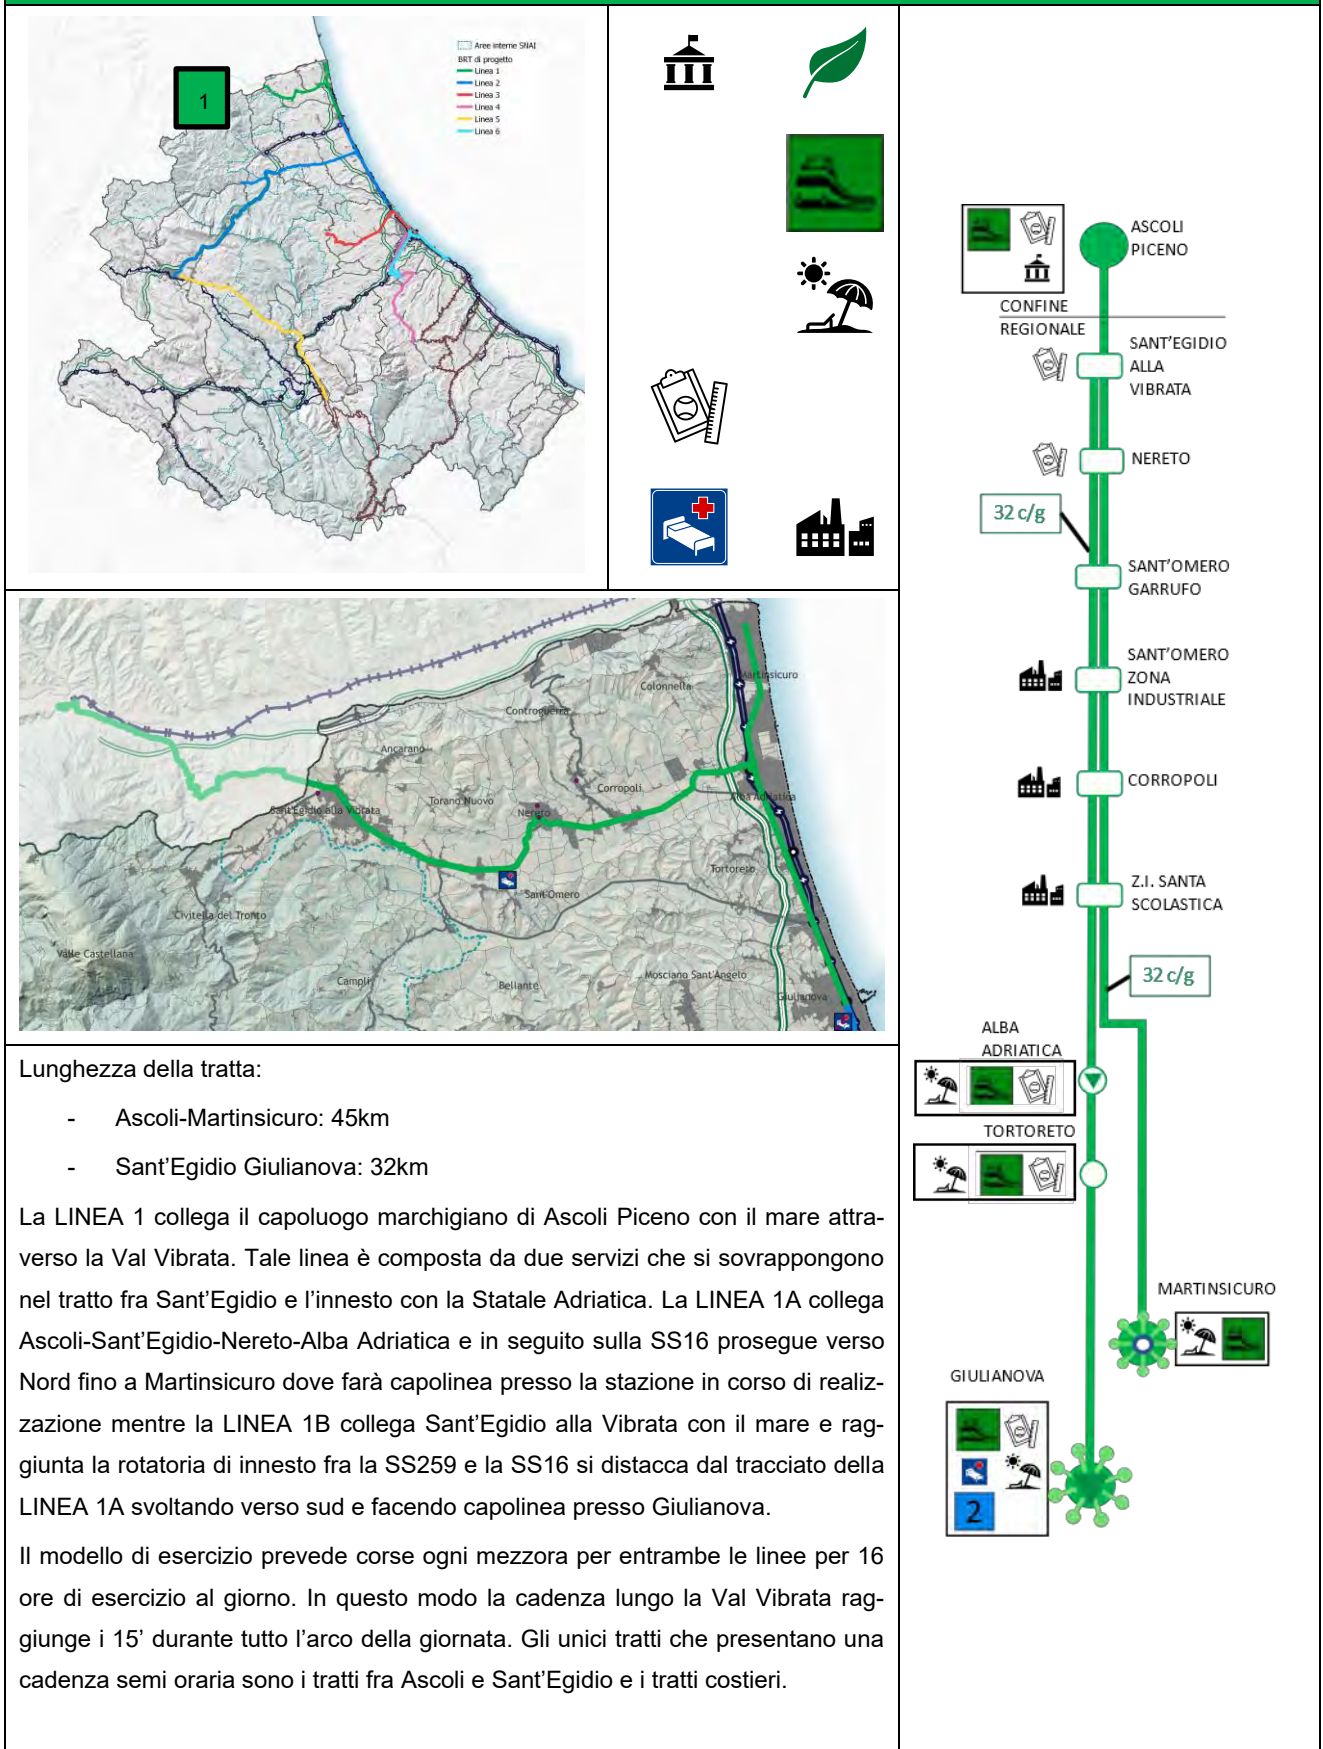 1
Aree interne SNAI
BRT di progetto
Linea 1
Linea 2
Linea 3
Linea 4
Linea 5
Linea 6
Martinsicuro
Colonnella
Controguerra
Ancarano
Corropoli
Torano Nuovo
Sant'Egidio alla Vibrata
Nereto
Alba Adriatica
Tortoreto
Sant'Omero
Civitella del Tronto
Valle Castellana
Campli
Bellante
Mosciano Sant'Angelo
Giulianova
Lunghezza della tratta:
- Ascoli-Martinsicuro: 45km
- Sant'Egidio Giulianova: 32km
La LINEA 1 collega il capoluogo marchigiano di Ascoli Piceno con il mare attra-
verso la Val Vibrata. Tale linea è composta da due servizi che si sovrappongono
nel tratto fra Sant'Egidio e l'innesto con la Statale Adriatica. La LINEA 1A collega
Ascoli-Sant'Egidio-Nereto-Alba Adriatica e in seguito sulla SS16 prosegue verso
Nord fino a Martinsicuro dove farà capolinea presso la stazione in corso di realiz-
zazione mentre la LINEA 1B collega Sant'Egidio alla Vibrata con il mare e rag-
giunta la rotatoria di innesto fra la SS259 e la SS16 si distacca dal tracciato della
LINEA 1A svoltando verso sud e facendo capolinea presso Giulianova.
Il modello di esercizio prevede corse ogni mezzora per entrambe le linee per 16
ore di esercizio al giorno. In questo modo la cadenza lungo la Val Vibrata rag-
giunge i 15' durante tutto l'arco della giornata. Gli unici tratti che presentano una
cadenza semi oraria sono i tratti fra Ascoli e Sant'Egidio e i tratti costieri.
ASCOLI
PICENO
CONFINE
REGIONALE
SANT'EGIDIO
ALLA
VIBRATA
NERETO
32 c/g
SANT'OMERO
GARRUFO
SANT'OMERO
ZONA
INDUSTRIALE
CORROPOLI
Z.I. SANTA
SCOLASTICA
32 c/g
ALBA
ADRIATICA
TORTORETO
MARTINSICURO
GIULIANOVA
2